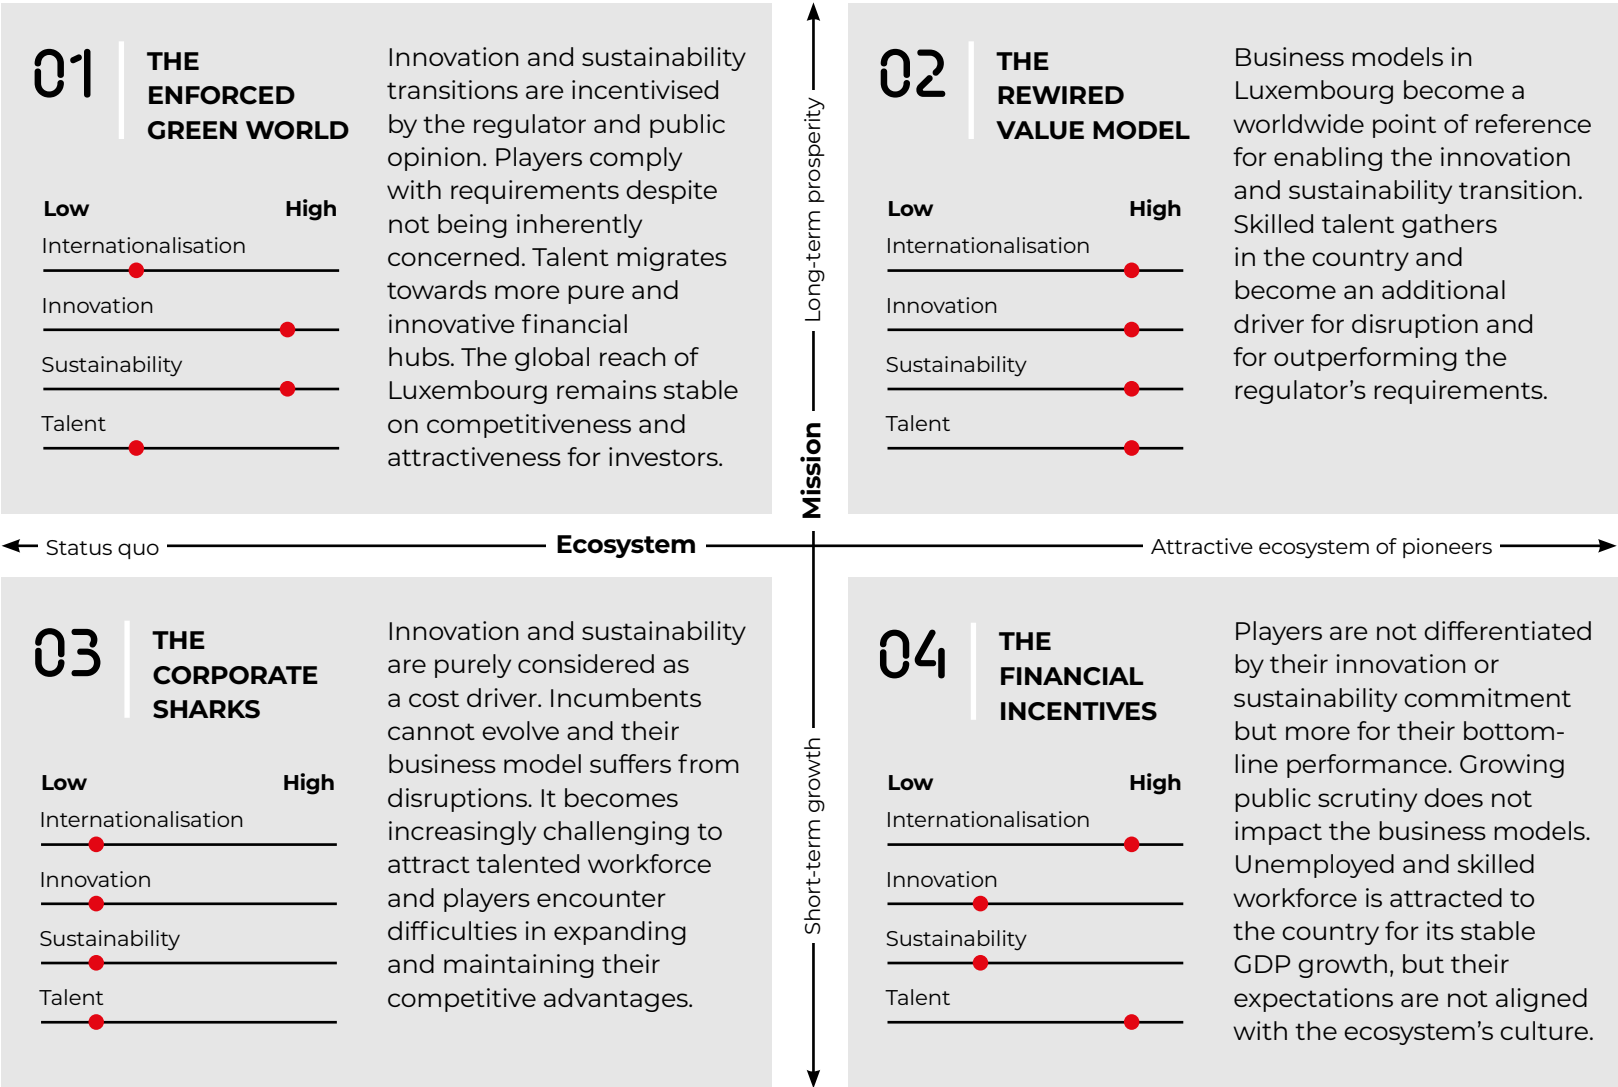 01
THE
ENFORCED
GREEN WORLD
Low High
Internationalisation
Innovation
Sustainability
Talent
Innovation and sustainability
transitions are incentivised
by the regulator and public
opinion. Players comply
with requirements despite
not being inherently
concerned. Talent migrates
towards more pure and
innovative financial
hubs. The global reach of
Luxembourg remains stable
on competitiveness and
attractiveness for investors.
02
THE
REWIRED
VALUE MODEL
Low High
Internationalisation
Innovation
Sustainability
Talent
Business models in
Luxembourg become a
worldwide point of reference
for enabling the innovation
and sustainability transition.
Skilled talent gathers
in the country and
become an additional
driver for disruption and
for outperforming the
regulator's requirements.
Long-term prosperity
Mission
Short-term growth
Status quo
Ecosystem
Attractive ecosystem of pioneers
03
THE
CORPORATE
SHARKS
Low High
Internationalisation
Innovation
Sustainability
Talent
Innovation and sustainability
are purely considered as
a cost driver. Incumbents
cannot evolve and their
business model suffers from
disruptions. It becomes
increasingly challenging to
attract talented workforce
and players encounter
difficulties in expanding
and maintaining their
competitive advantages.
04
THE
FINANCIAL
INCENTIVES
Low High
Internationalisation
Innovation
Sustainability
Talent
Players are not differentiated
by their innovation or
sustainability commitment
but more for their bottom-
line performance. Growing
public scrutiny does not
impact the business models.
Unemployed and skilled
workforce is attracted to
the country for its stable
GDP growth, but their
expectations are not aligned
with the ecosystem's culture.